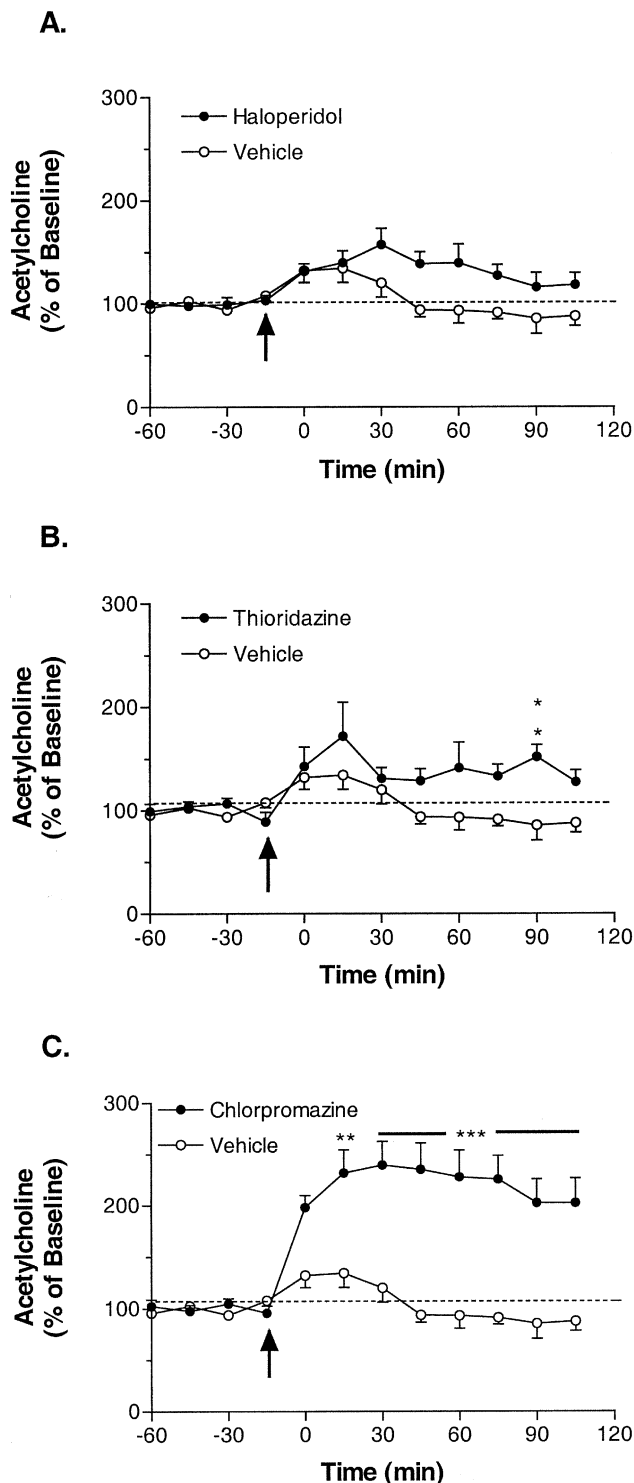 A.
300
Haloperidol
Vehicle
200
Acetylcholine
(% of Baseline)
100
0
-60 -30 0 30 60 90 120
Time (min)
B.
300
Thioridazine
Vehicle
*
200
*
Acetylcholine
(% of Baseline)
100
0
-60 -30 0 30 60 90 120
Time (min)
C.
300
Chlorpromazine
Vehicle
** ***
200
Acetylcholine
(% of Baseline)
100
0
-60 -30 0 30 60 90 120
Time (min)